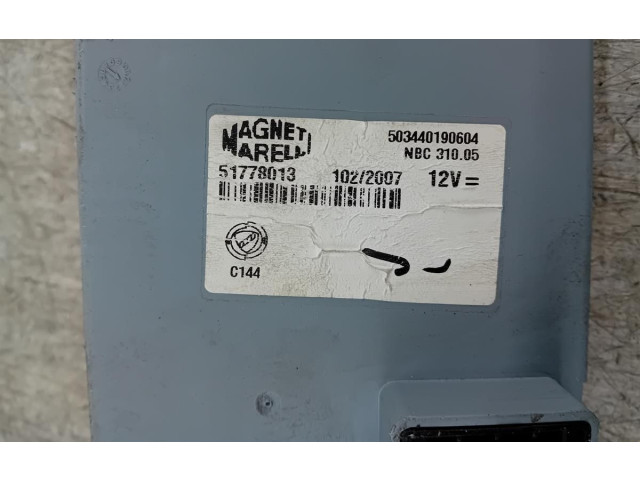 MAGNETI
MARELLI
503440190604
NBC 310.05
51778013 102/2007 12V =
C144